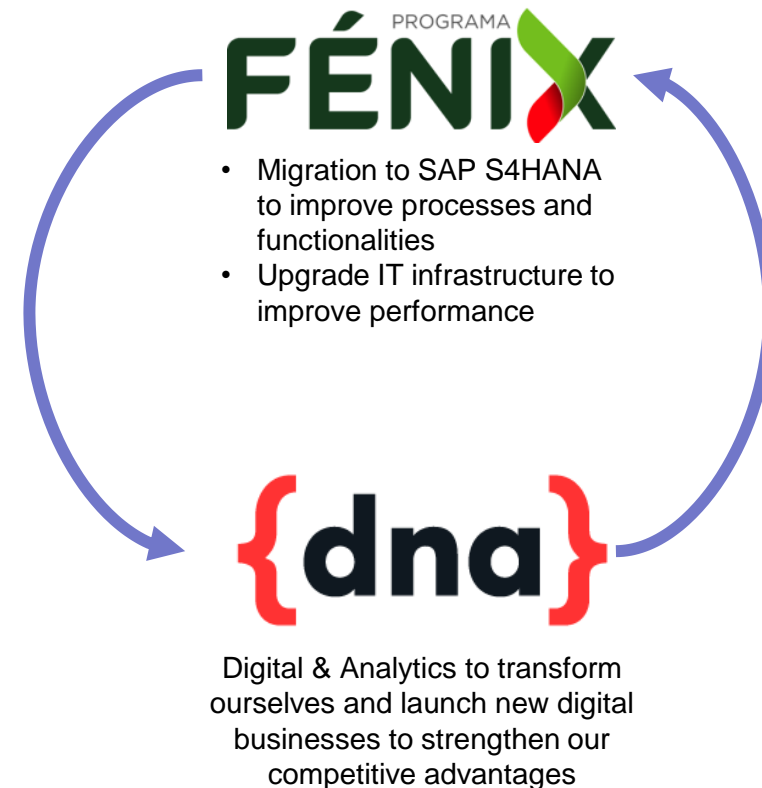 PROGRAMA
FÉNIX
• Migration to SAP S4HANA
to improve processes and
functionalities
• Upgrade IT infrastructure to
improve performance
{dna}
Digital & Analytics to transform
ourselves and launch new digital
businesses to strengthen our
competitive advantages